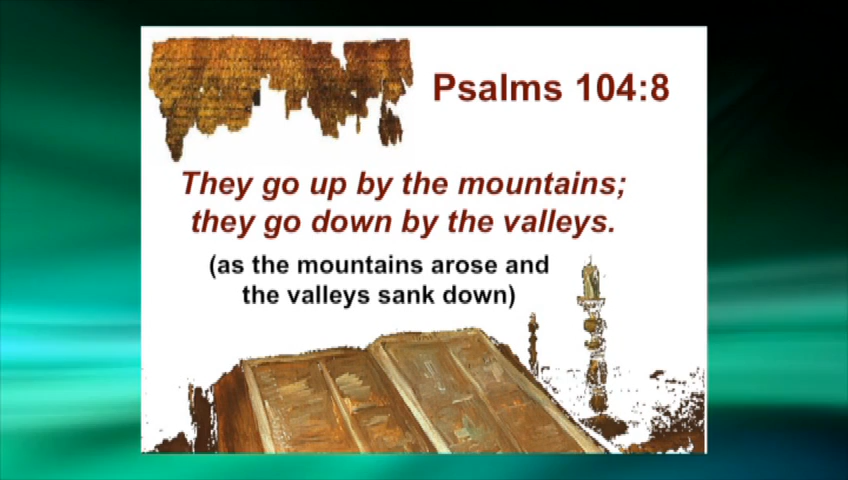 Psalms 104:8
They go up by the mountains;
they go down by the valleys.
(as the mountains arose and
the valleys sank down)